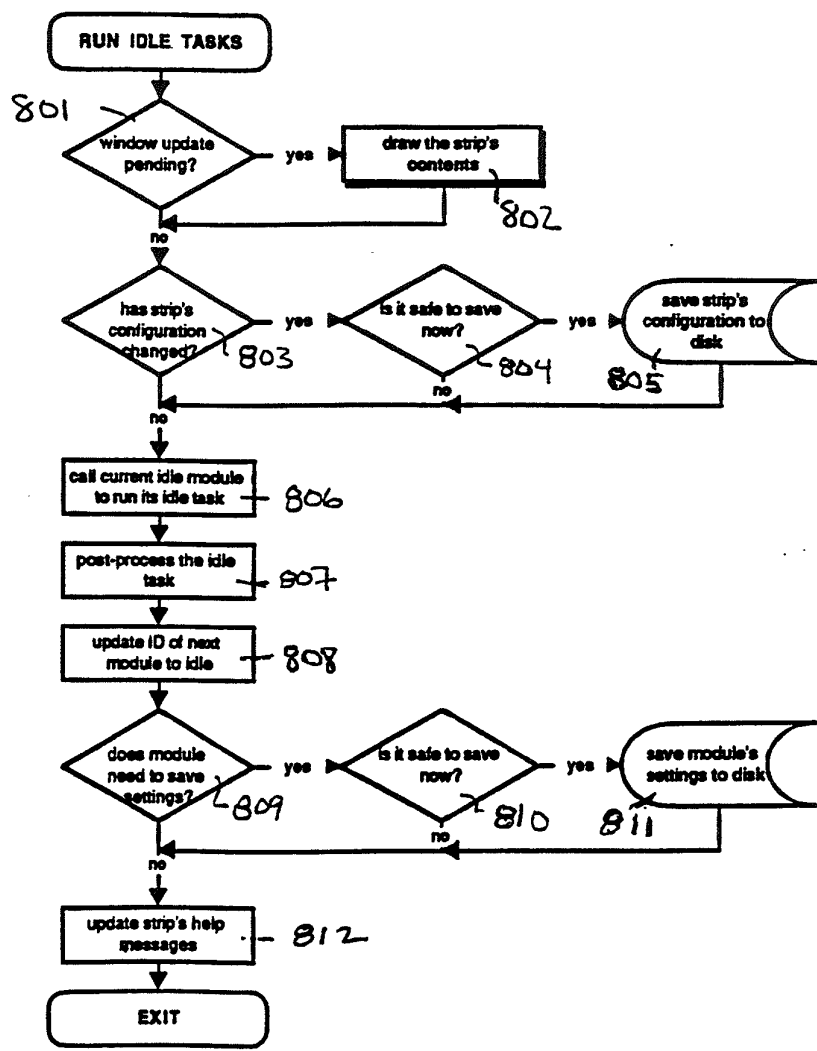 RUN IDLE TASKS
801
window update
pending?
yes
draw the strip's
contents
802
no
has strip's
configuration
changed?
803
yes
is it safe to save
now?
804
yes
save strip's
configuration to
disk
805
no
no
call current idle module
to run its idle task
806
post-process the idle
task
807
update ID of next
module to idle
808
does module
need to save
settings?
809
yes
is it safe to save
now?
810
yes
save module's
settings to disk
811
no
no
update strip's help
messages
812
EXIT